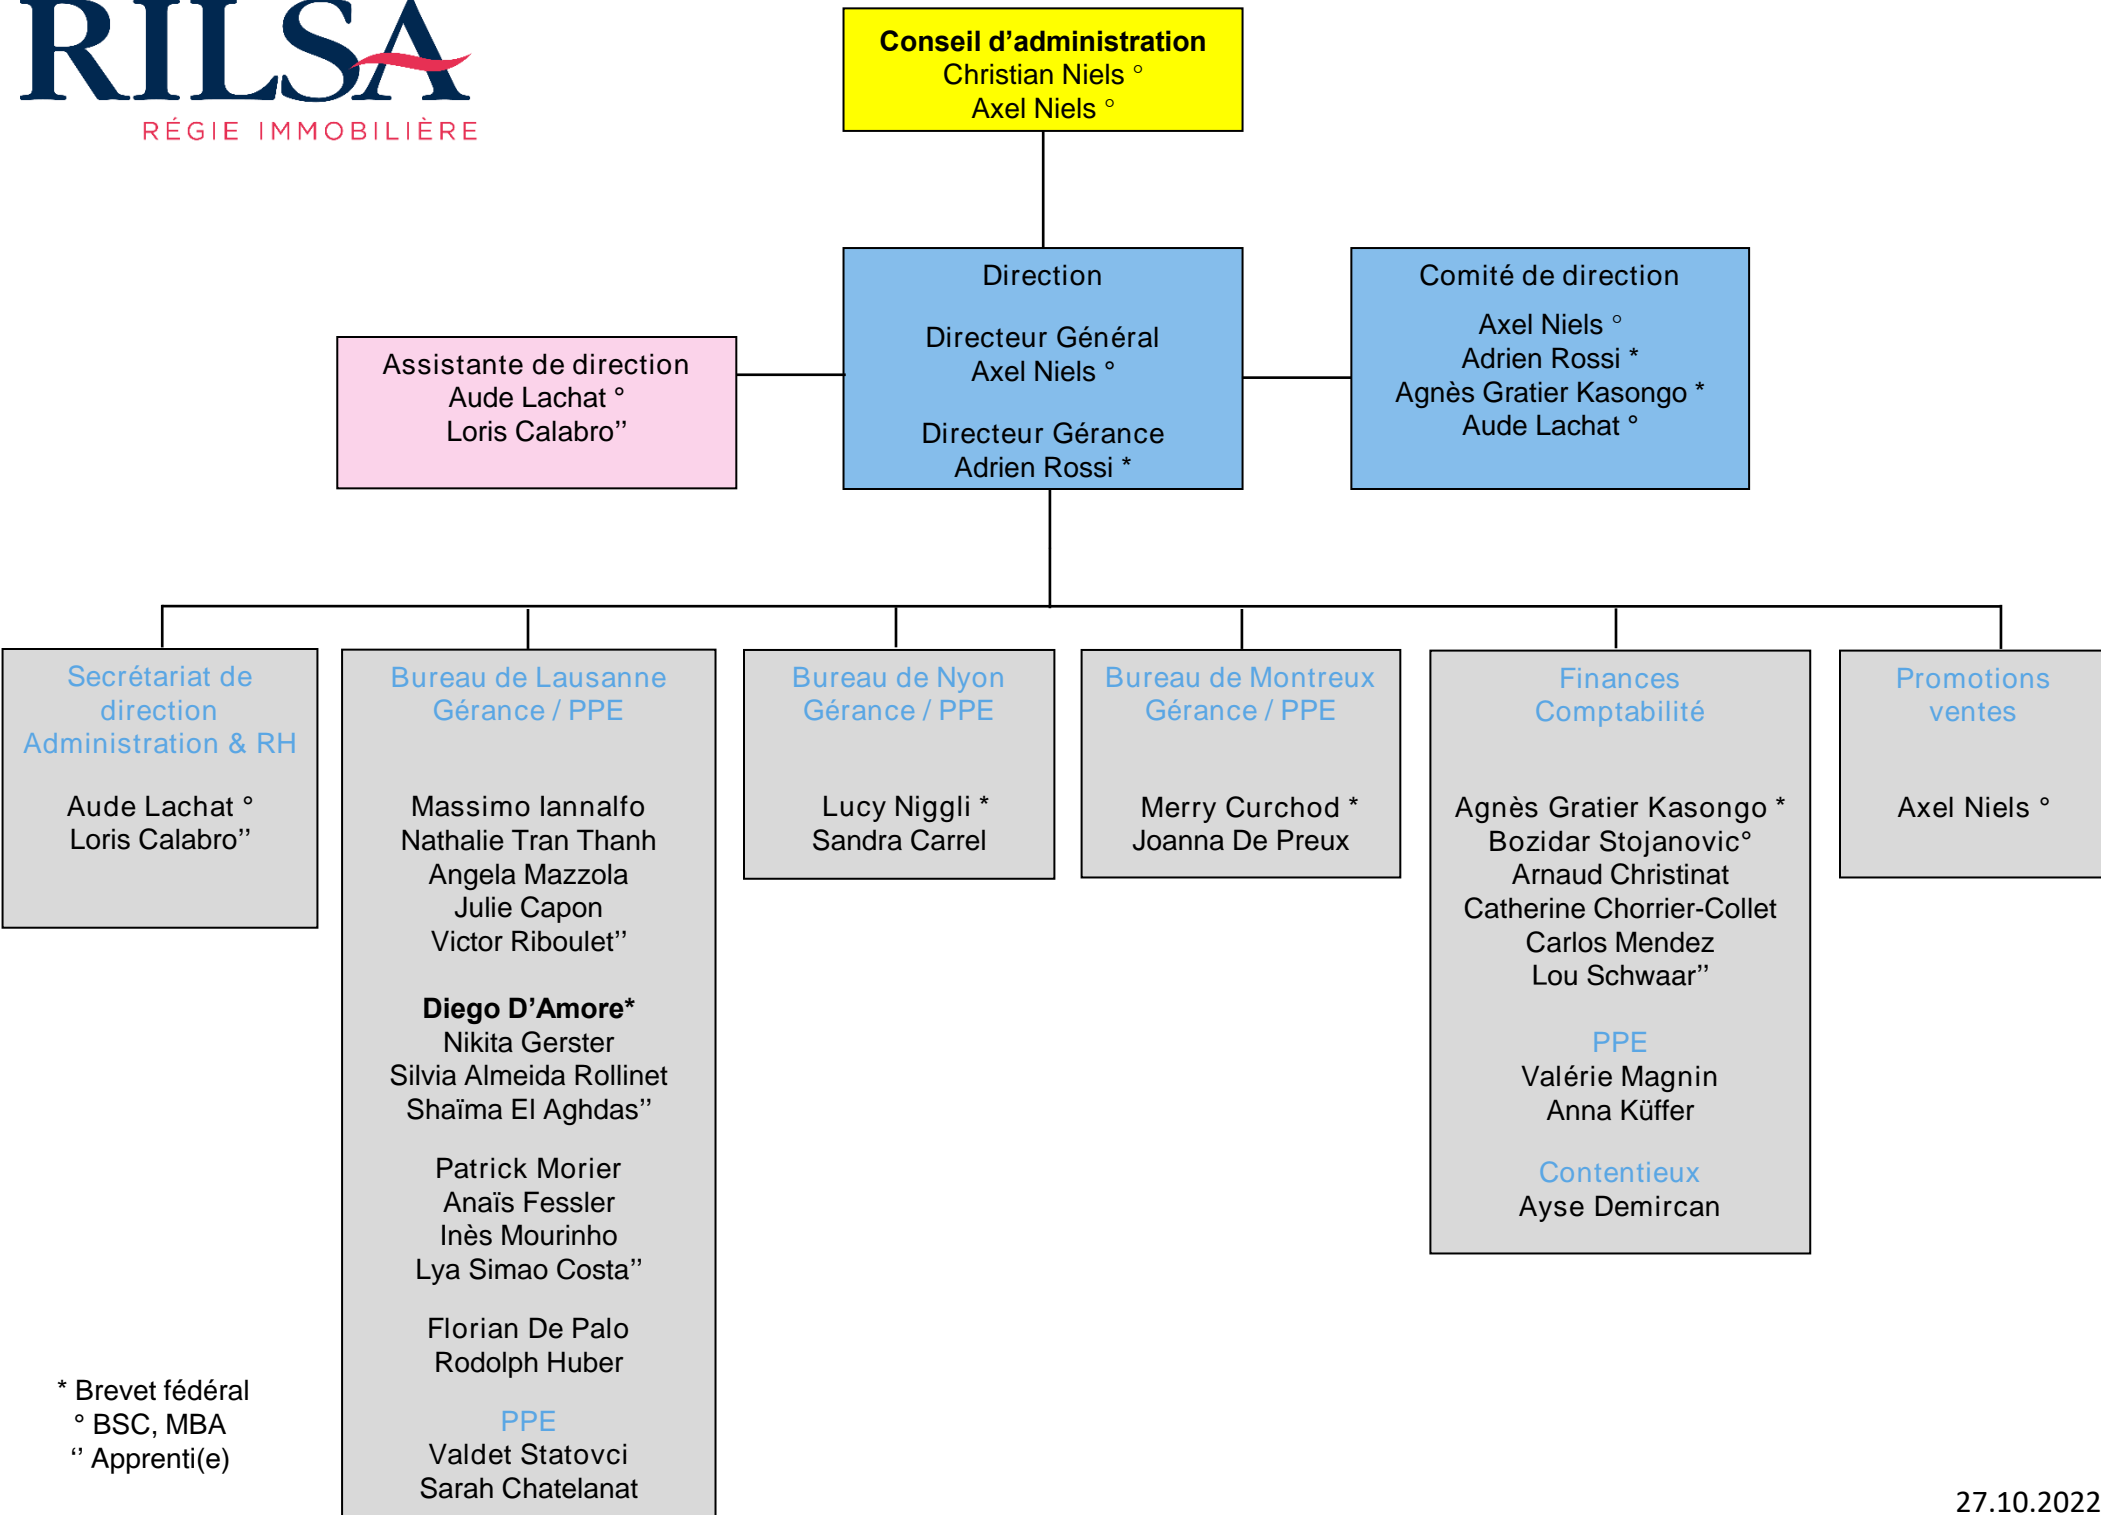 RILSA
RÉGIE IMMOBILIÈRE
Conseil d’administration
Christian Niels °
Axel Niels °
Direction
Directeur Général
Axel Niels °
Directeur Gérance
Adrien Rossi *
Comité de direction
Axel Niels °
Adrien Rossi *
Agnès Gratier Kasongo *
Aude Lachat °
Assistante de direction
Aude Lachat °
Loris Calabro’’
Secrétariat de
direction
Administration & RH
Aude Lachat °
Loris Calabro’’
Bureau de Lausanne
Gérance / PPE
Massimo Iannalfo
Nathalie Tran Thanh
Angela Mazzola
Julie Capon
Victor Riboulet’’
Diego D’Amore*
Nikita Gerster
Silvia Almeida Rollinet
Shaïma El Aghdas’’
Patrick Morier
Anaïs Fessler
Inès Mourinho
Lya Simao Costa’’
Florian De Palo
Rodolph Huber
PPE
Valdet Statovci
Sarah Chatelanat
Bureau de Nyon
Gérance / PPE
Lucy Niggli *
Sandra Carrel
Bureau de Montreux
Gérance / PPE
Merry Curchod *
Joanna De Preux
Finances
Comptabilité
Agnès Gratier Kasongo *
Bozidar Stojanovic°
Arnaud Christinat
Catherine Chorrier-Collet
Carlos Mendez
Lou Schwaar’’
PPE
Valérie Magnin
Anna Küffer
Contentieux
Ayse Demircan
Promotions
ventes
Axel Niels °
* Brevet fédéral
° BSC, MBA
‘’ Apprenti(e)
27.10.2022